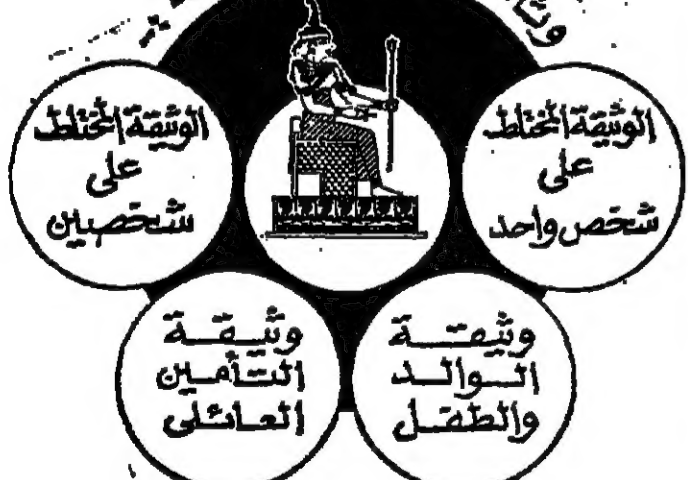 الوثيقة المختلط
على
شخص واحد
الوثيقة المختلط
على
شخصين
وثيقة
الوالد
والطفل
وثيقة
التأمين
العائلى